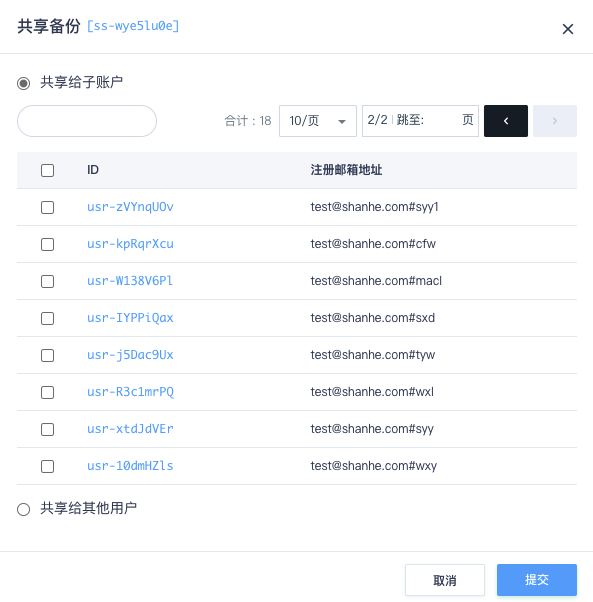 共享备份 [ss-wye5lu0e]
共享给子账户
合计：18 10/页 2/2 跳至: 页
ID 注册邮箱地址
usr-zVYnqUOv test@shanhe.com#syy1
usr-kpRqrXcu test@shanhe.com#cfw
usr-W138V6Pl test@shanhe.com#macl
usr-IYPPiQax test@shanhe.com#sxd
usr-j5Dac9Ux test@shanhe.com#tyw
usr-R3c1mrPQ test@shanhe.com#wxl
usr-xtdJdVEr test@shanhe.com#syy
usr-10dmHZls test@shanhe.com#wxy
共享给其他用户
取消 提交